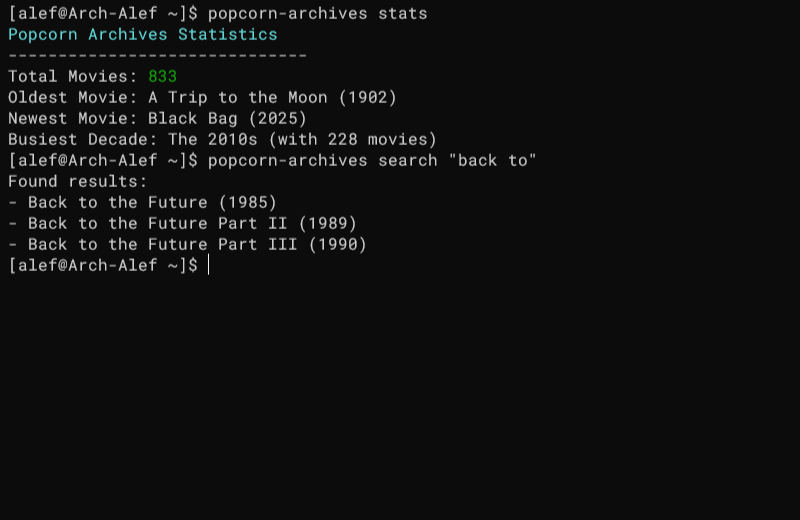 [alef@Arch-Alef ~]$ popcorn-archives stats
Popcorn Archives Statistics
------------------------------
Total Movies: 833
Oldest Movie: A Trip to the Moon (1902)
Newest Movie: Black Bag (2025)
Busiest Decade: The 2010s (with 228 movies)
[alef@Arch-Alef ~]$ popcorn-archives search "back to"
Found results:
- Back to the Future (1985)
- Back to the Future Part II (1989)
- Back to the Future Part III (1990)
[alef@Arch-Alef ~]$